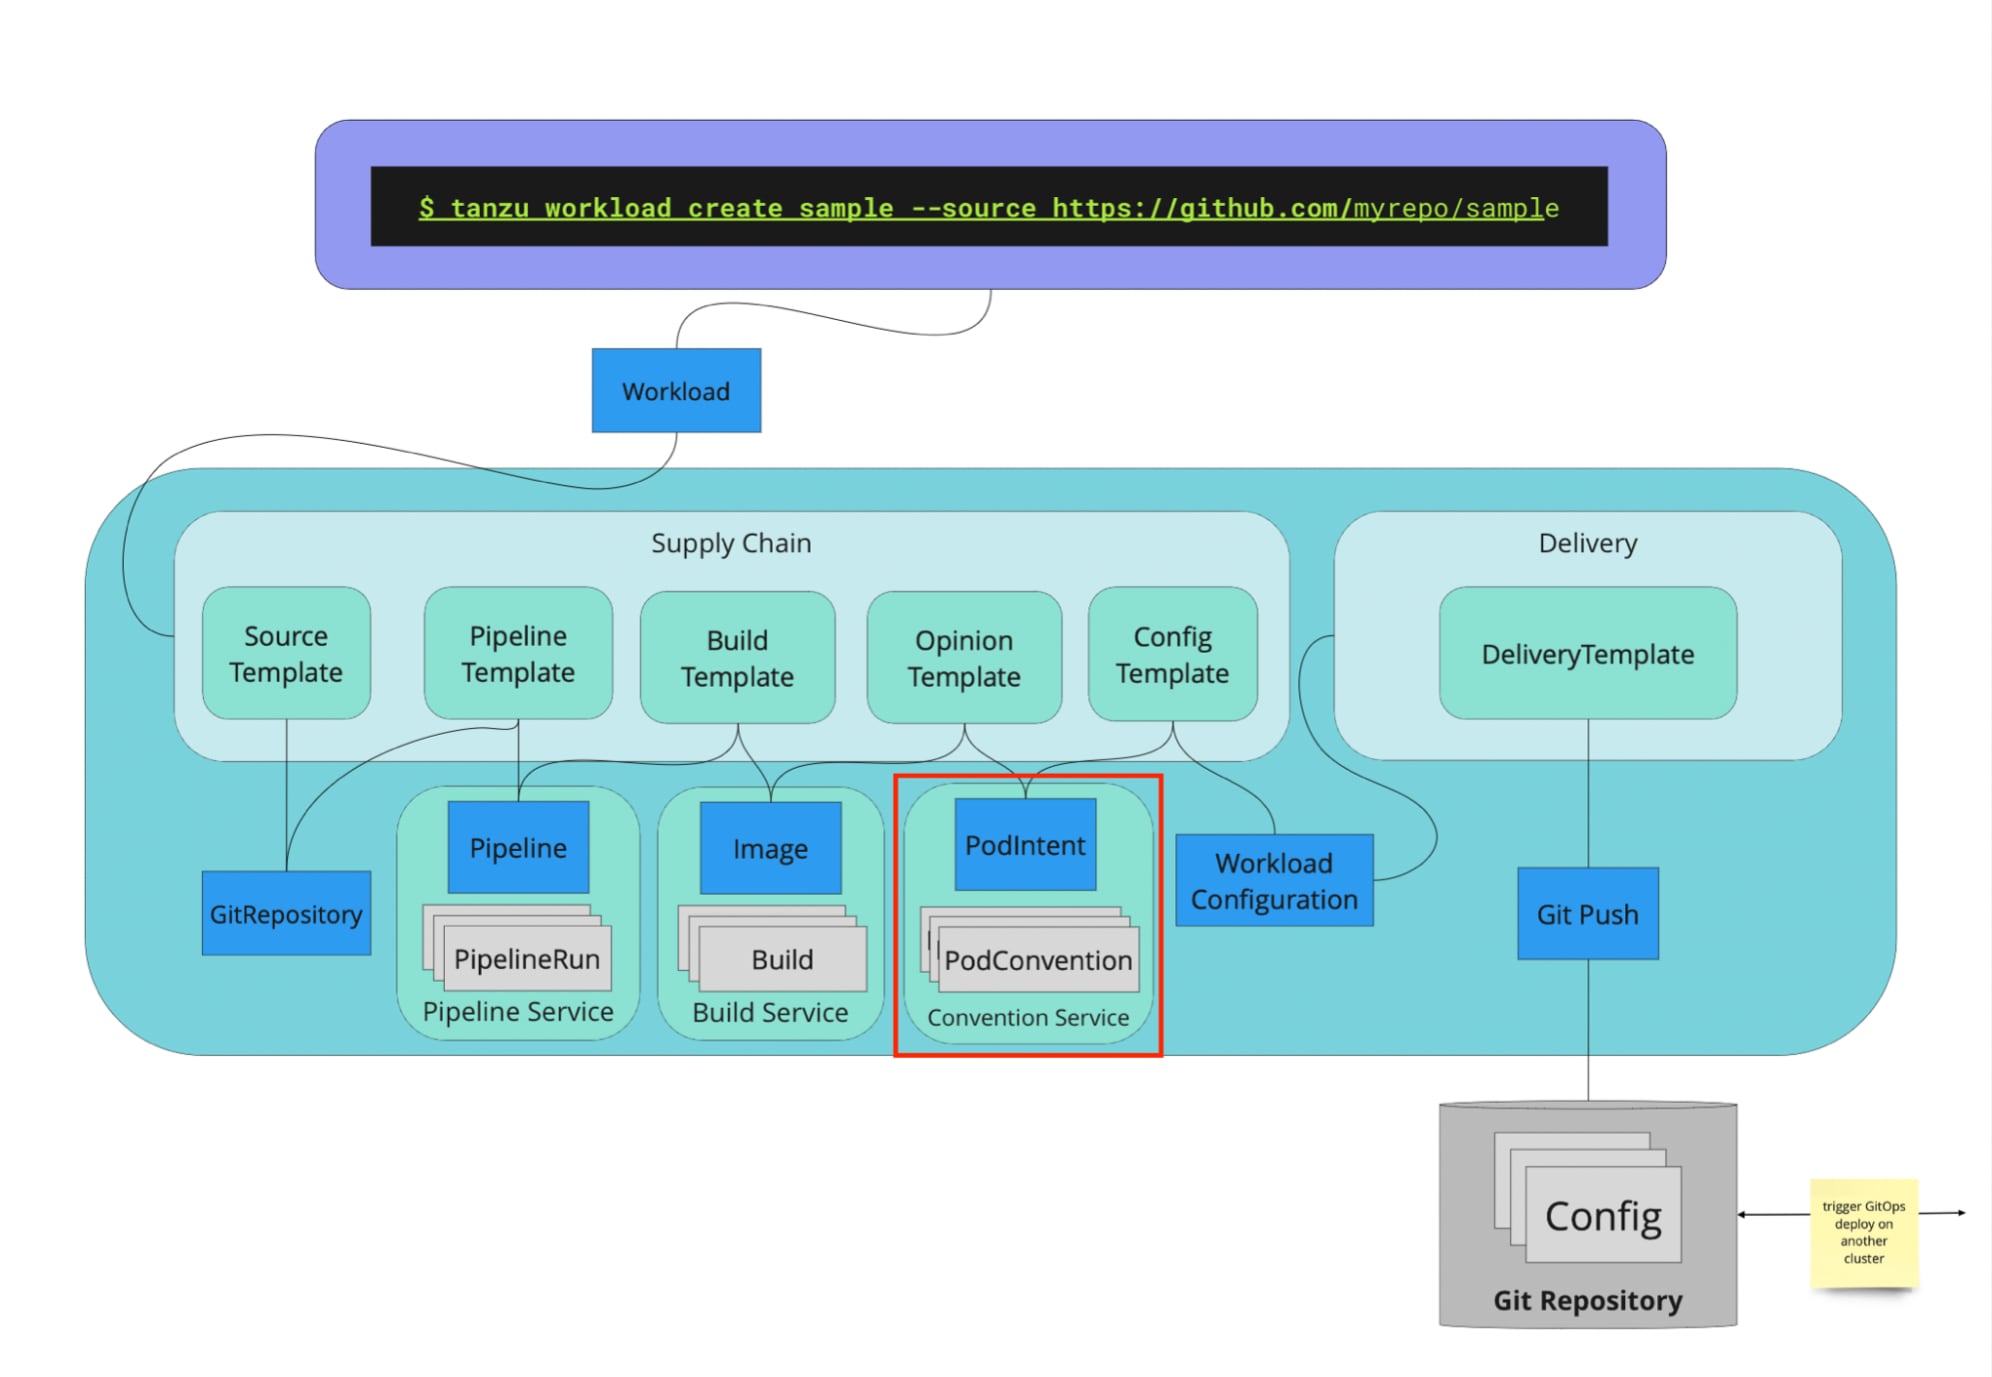 $ tanzu workload create sample --source https://github.com/myrepo/sample
Workload
Supply Chain
Delivery
Source
Template
Pipeline
Template
Build
Template
Opinion
Template
Config
Template
DeliveryTemplate
GitRepository
Pipeline
PipelineRun
Pipeline Service
Image
Build
Build Service
PodIntent
PodConvention
Convention Service
Workload
Configuration
Git Push
Config
Git Repository
trigger GitOps
deploy on
another
cluster